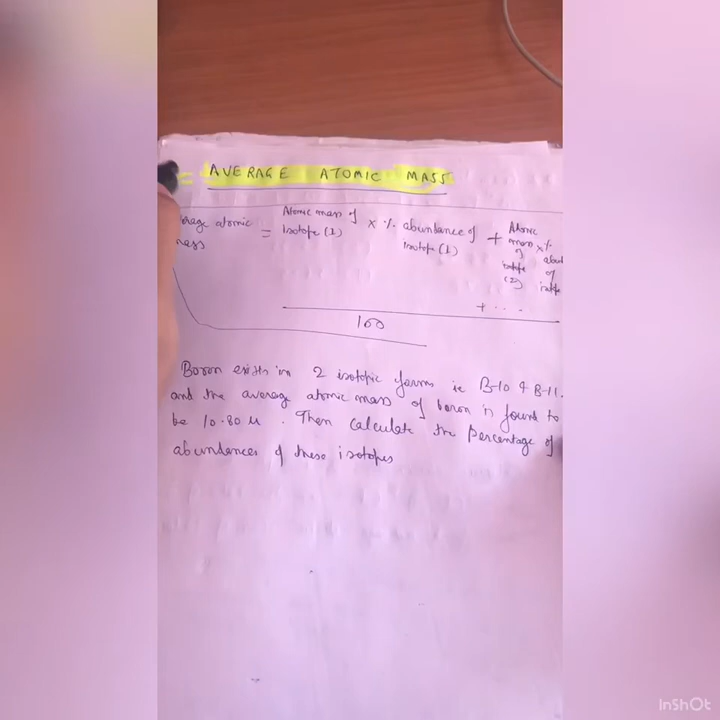 = AVERAGE ATOMIC MASS
erage atomic mass = Atomic mass of isotope (1) x % abundance of isotope (1) + Atomic mass of isotope (2) x % abun of isotope
+ ...
100
Boron exists in 2 isotopic forms ie B-10 & B-11.
and the average atomic mass of boron is found to
be 10.80 u. Then calculate the percentage of
abundances of these isotopes
InShOt